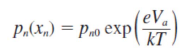 pₙ(xₙ) = pₙ₀ exp(eVₐ/kT)